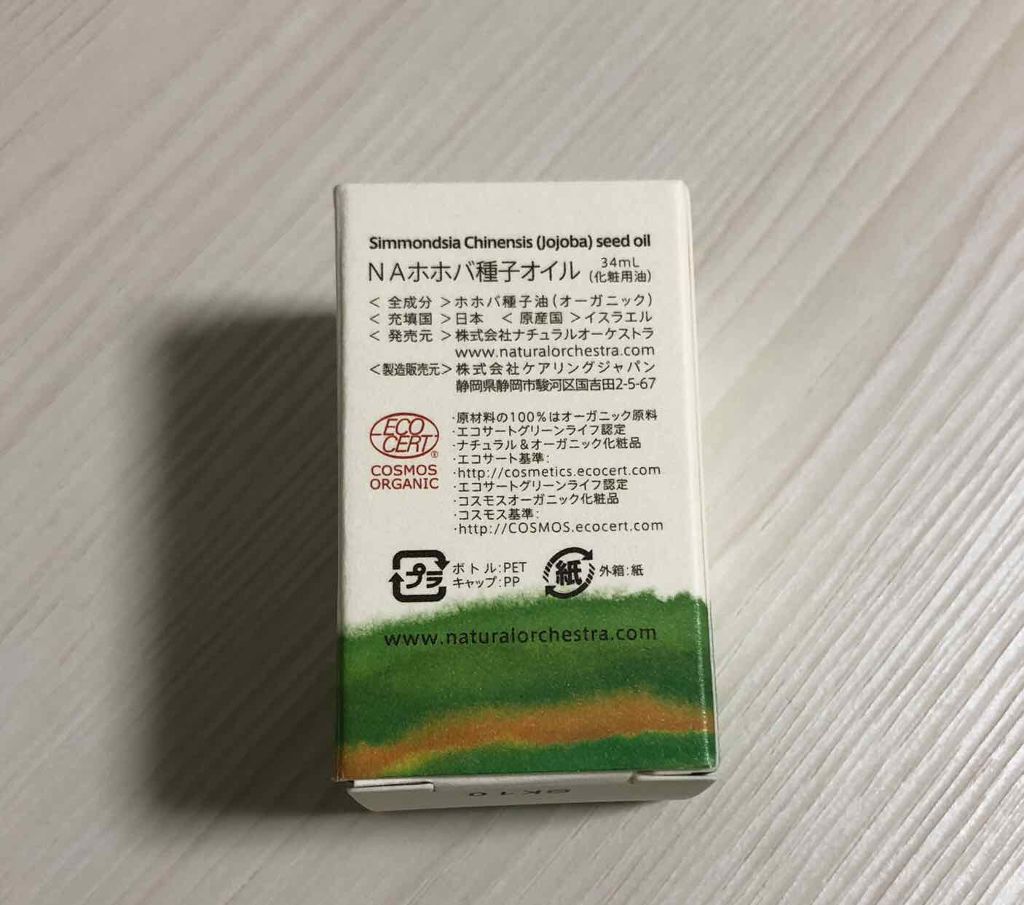 Simmondsia Chinensis (Jojoba) seed oil
NAホホバ種子オイル 34mL (化粧用油)
< 全成分 >ホホバ種子油(オーガニック)
< 充填国 >日本 < 原産国 >イスラエル
< 発売元 >株式会社ナチュラルオーケストラ
www.naturalorchestra.com
<製造販売元>株式会社ケアリングジャパン
静岡県静岡市駿河区国吉田2-5-67
ECO
CERT®
COSMOS
ORGANIC
・原材料の100%はオーガニック原料
・エコサートグリーンライフ認定
・ナチュラル&オーガニック化粧品
・エコサート基準:
・http://cosmetics.ecocert.com
・エコサートグリーンライフ認定
・コスモスオーガニック化粧品
・コスモス基準:
・http://COSMOS.ecocert.com
プラ
ボトル:PET
キャップ:PP
紙
外箱:紙
www.naturalorchestra.com